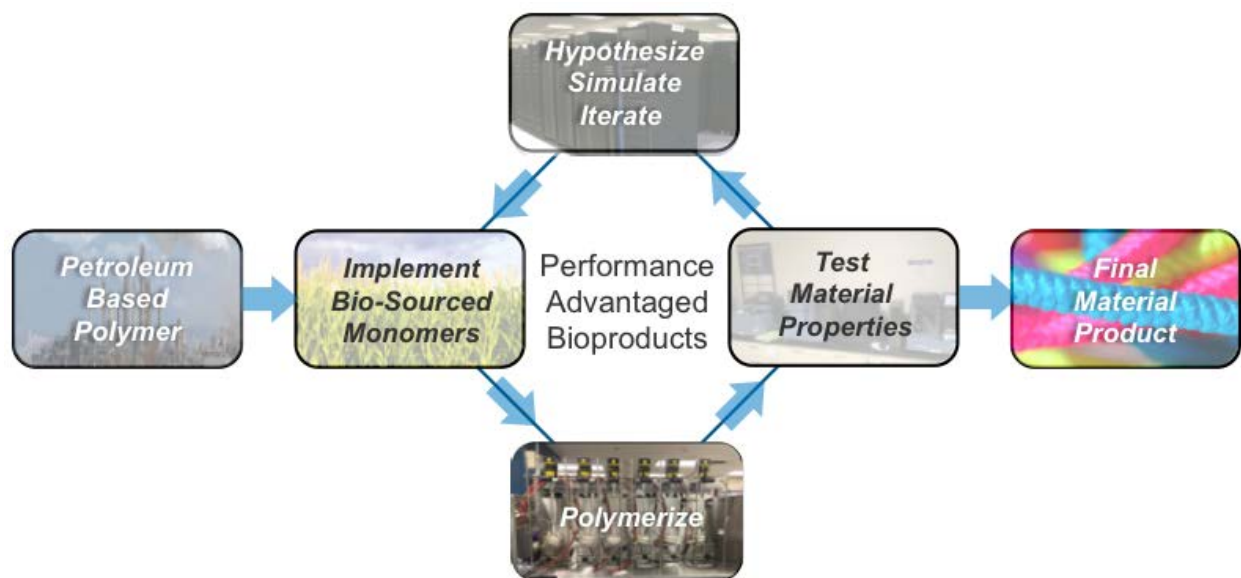 Hypothesize
Simulate
Iterate
Petroleum
Based
Polymer
Implement
Bio-Sourced
Monomers
Performance
Advantaged
Bioproducts
Test
Material
Properties
Final
Material
Product
Polymerize